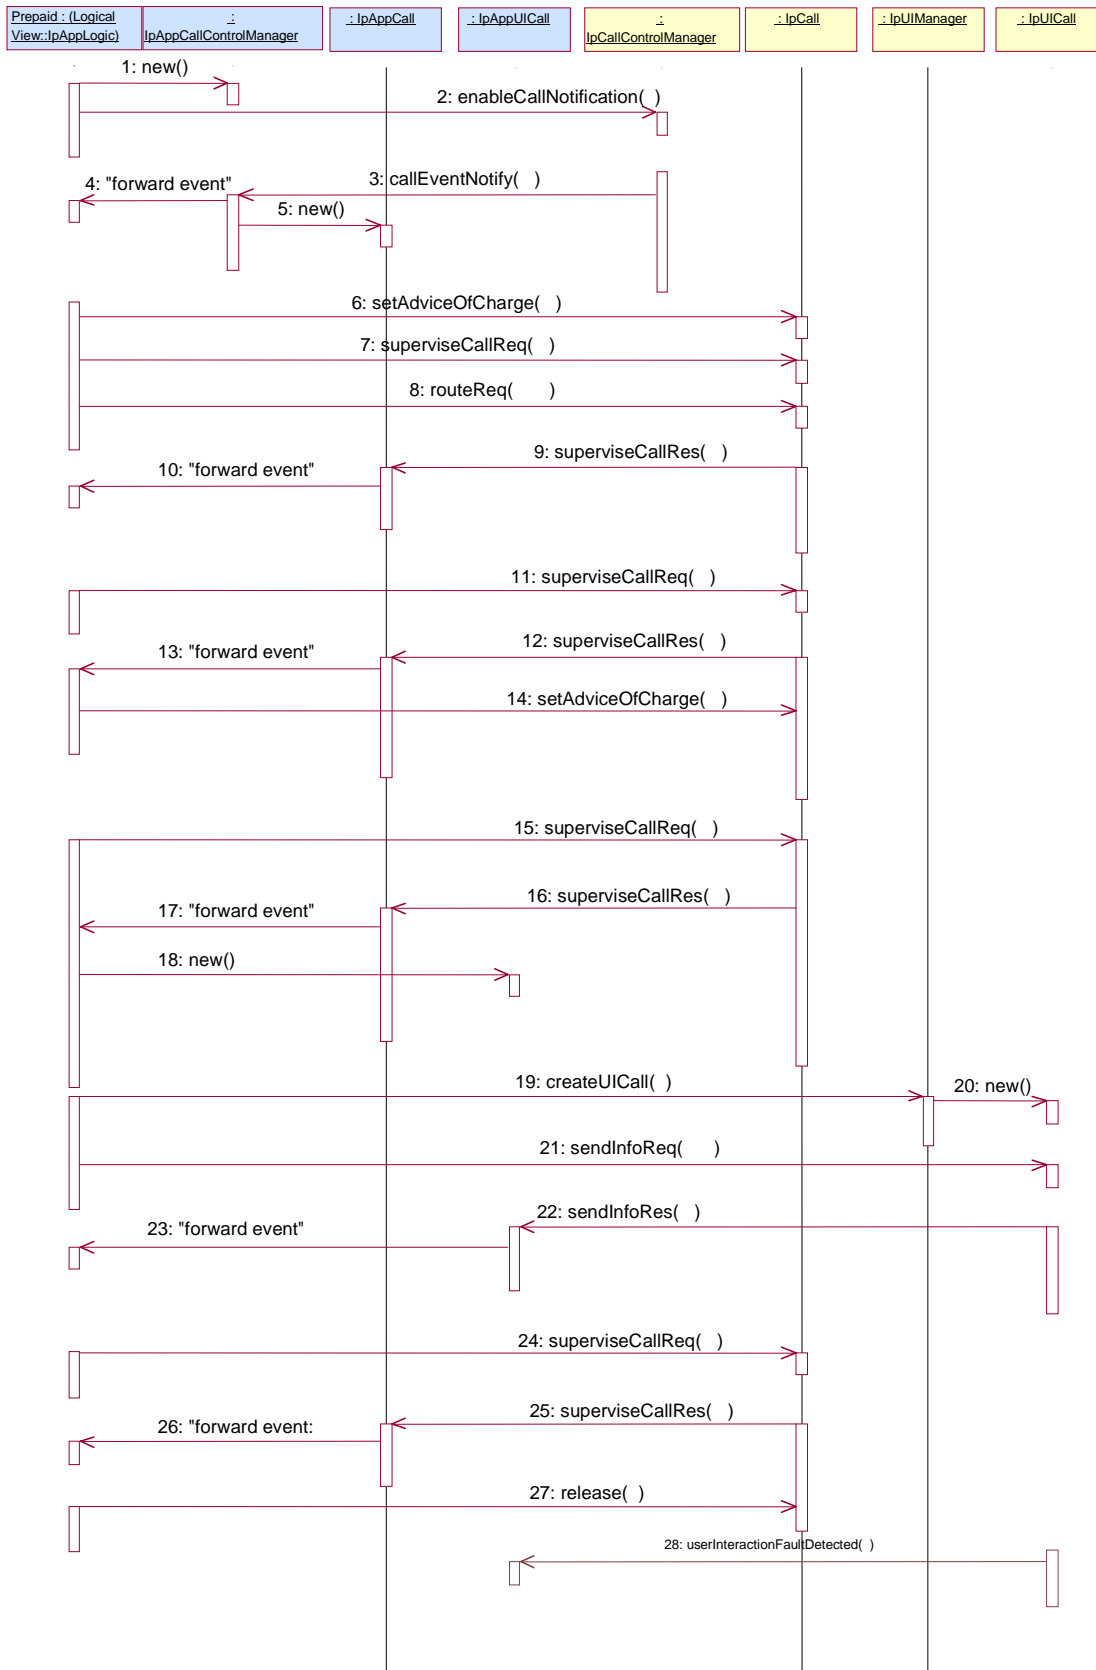 Prepaid : (Logical
View::IpAppLogic)
:
IpAppCallControlManager
: IpAppCall
: IpAppUICall
:
IpCallControlManager
: IpCall
: IpUIManager
: IpUICall
1: new()
2: enableCallNotification( )
3: callEventNotify( )
4: "forward event"
5: new()
6: setAdviceOfCharge( )
7: superviseCallReq( )
8: routeReq( )
9: superviseCallRes( )
10: "forward event"
11: superviseCallReq( )
12: superviseCallRes( )
13: "forward event"
14: setAdviceOfCharge( )
15: superviseCallReq( )
16: superviseCallRes( )
17: "forward event"
18: new()
19: createUICall( )
20: new()
21: sendInfoReq( )
22: sendInfoRes( )
23: "forward event"
24: superviseCallReq( )
25: superviseCallRes( )
26: "forward event:
27: release( )
28: userInteractionFaultDetected( )